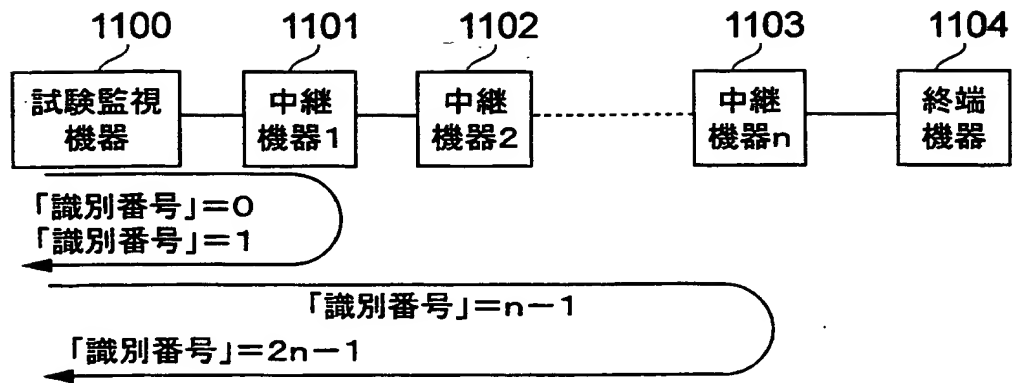 1100 1101 1102 1103 1104
試験監視
機器
中継
機器1
中継
機器2
中継
機器n
終端
機器
「識別番号」=0
「識別番号」=1
「識別番号」=n-1
「識別番号」=2n-1